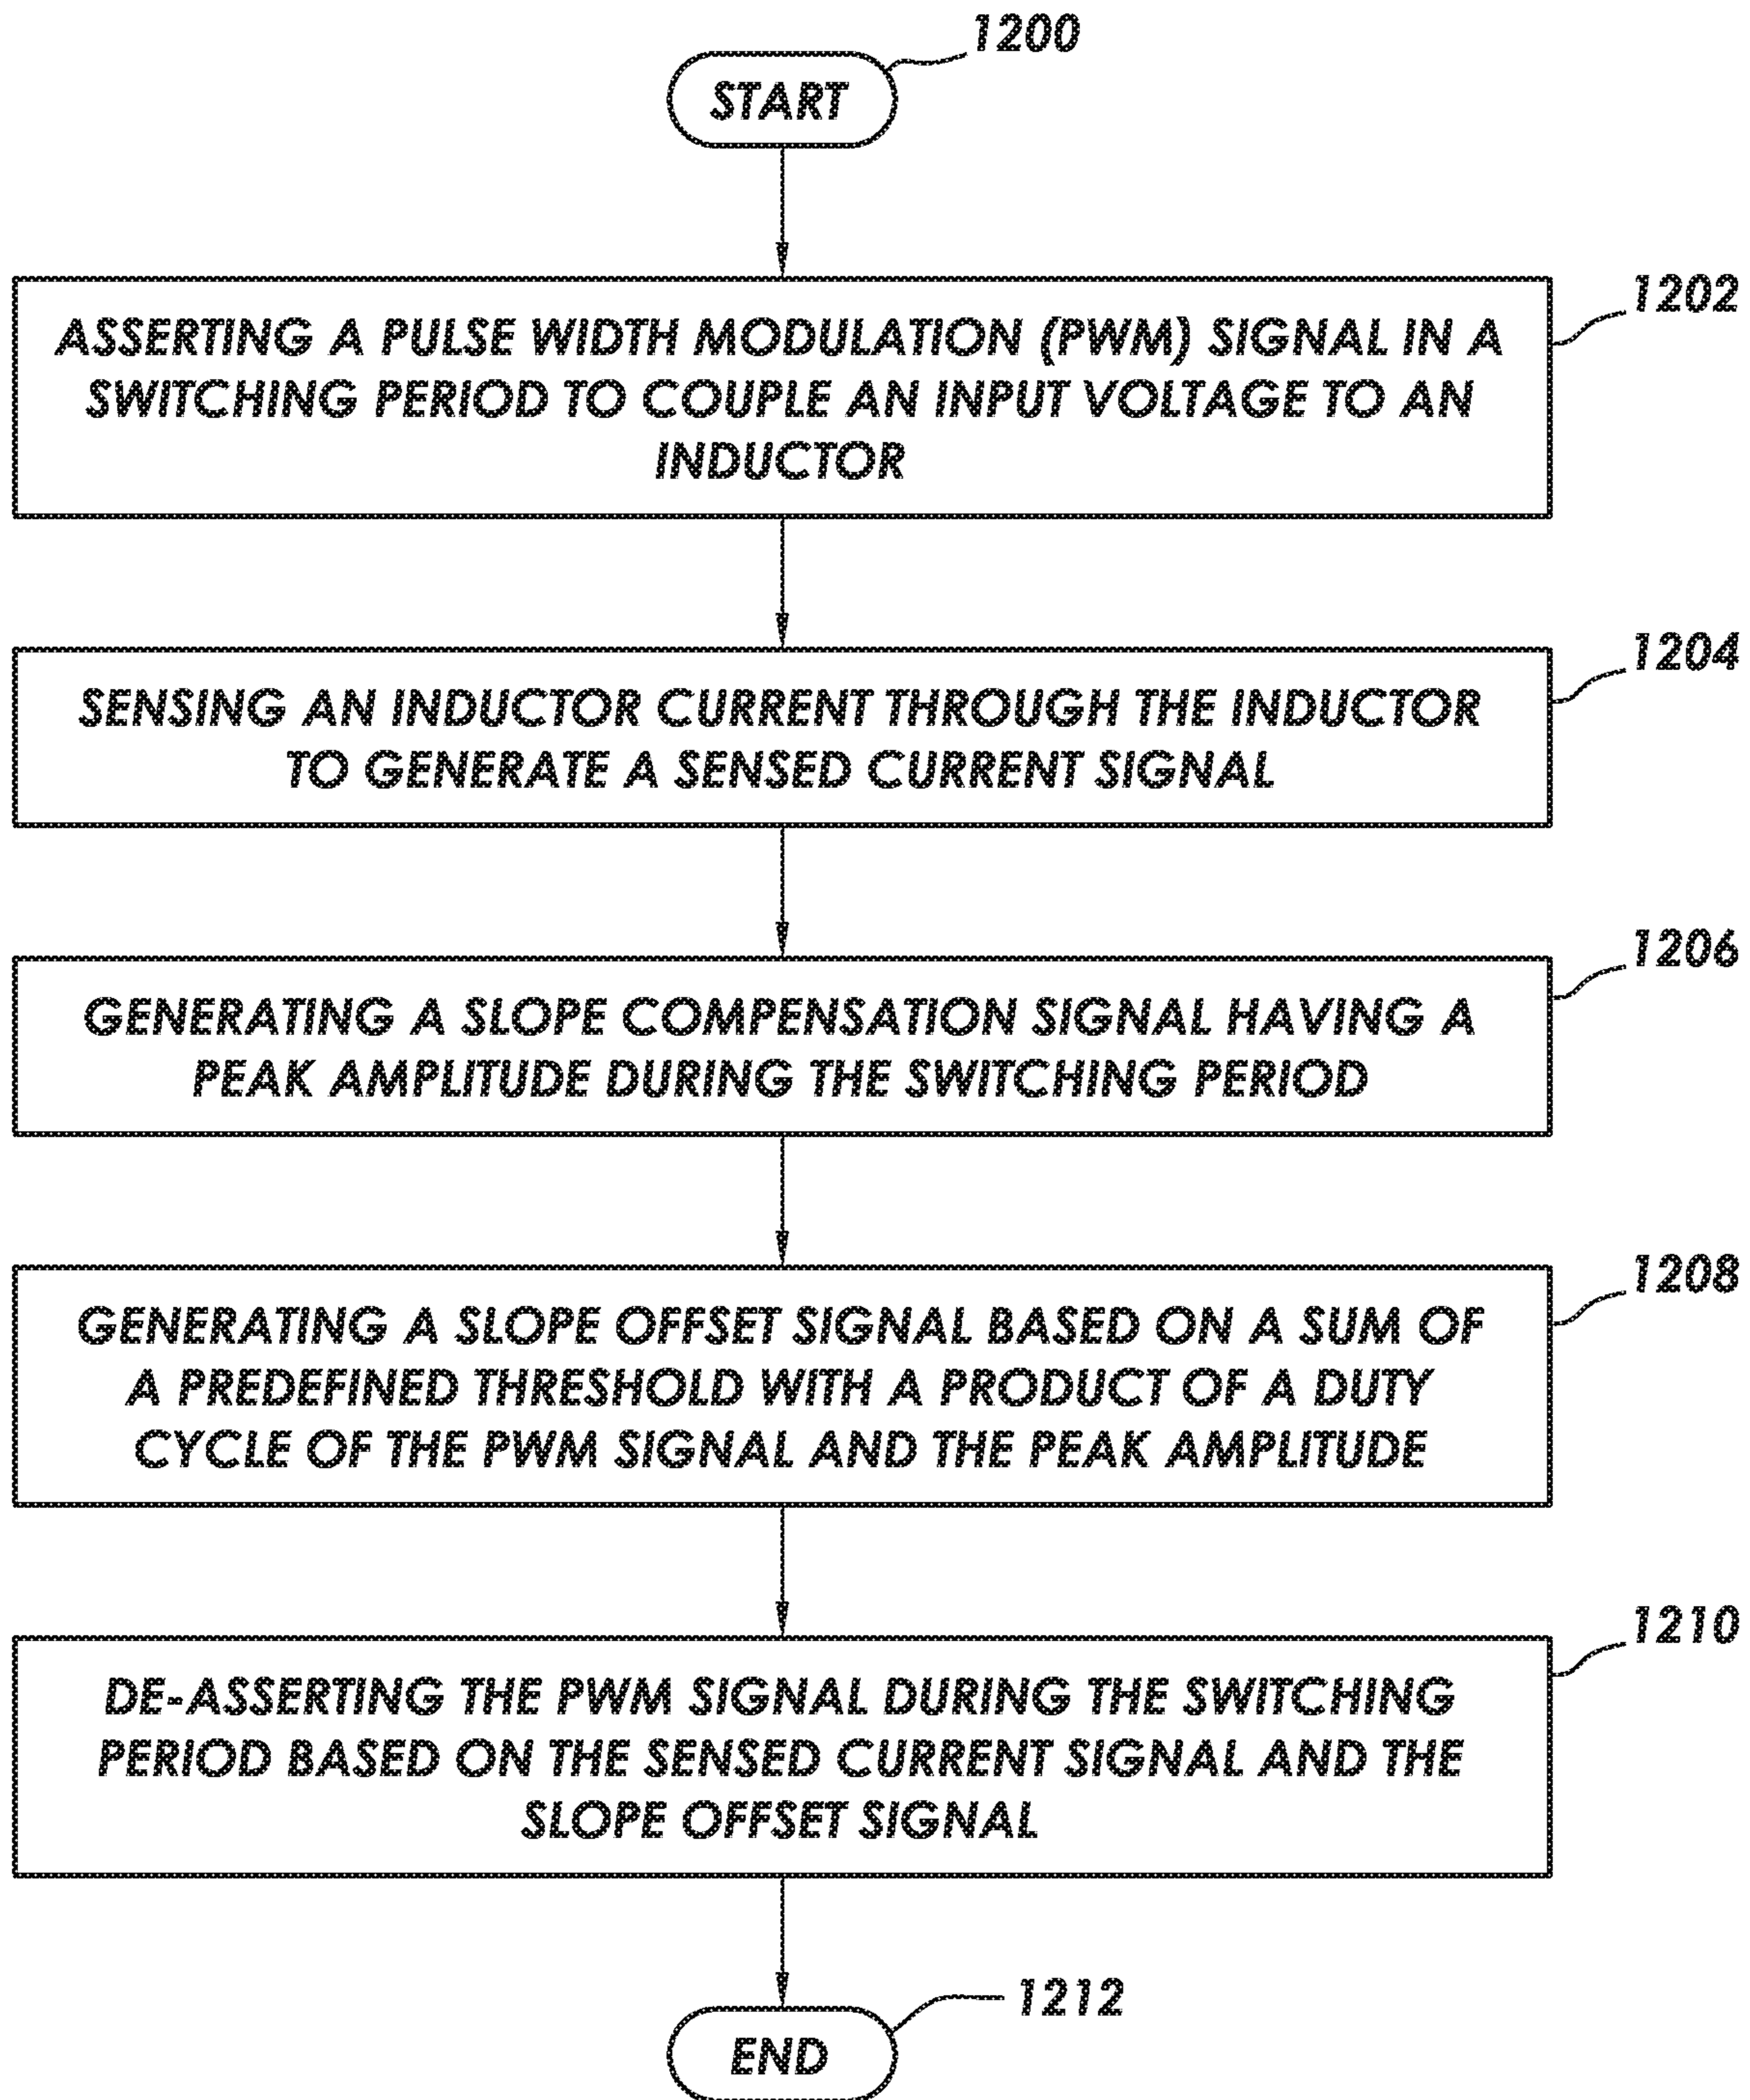 1200
START
1202
ASSERTING A PULSE WIDTH MODULATION (PWM) SIGNAL IN A
SWITCHING PERIOD TO COUPLE AN INPUT VOLTAGE TO AN
INDUCTOR
1204
SENSING AN INDUCTOR CURRENT THROUGH THE INDUCTOR
TO GENERATE A SENSED CURRENT SIGNAL
1206
GENERATING A SLOPE COMPENSATION SIGNAL HAVING A
PEAK AMPLITUDE DURING THE SWITCHING PERIOD
1208
GENERATING A SLOPE OFFSET SIGNAL BASED ON A SUM OF
A PREDEFINED THRESHOLD WITH A PRODUCT OF A DUTY
CYCLE OF THE PWM SIGNAL AND THE PEAK AMPLITUDE
1210
DE-ASSERTING THE PWM SIGNAL DURING THE SWITCHING
PERIOD BASED ON THE SENSED CURRENT SIGNAL AND THE
SLOPE OFFSET SIGNAL
1212
END